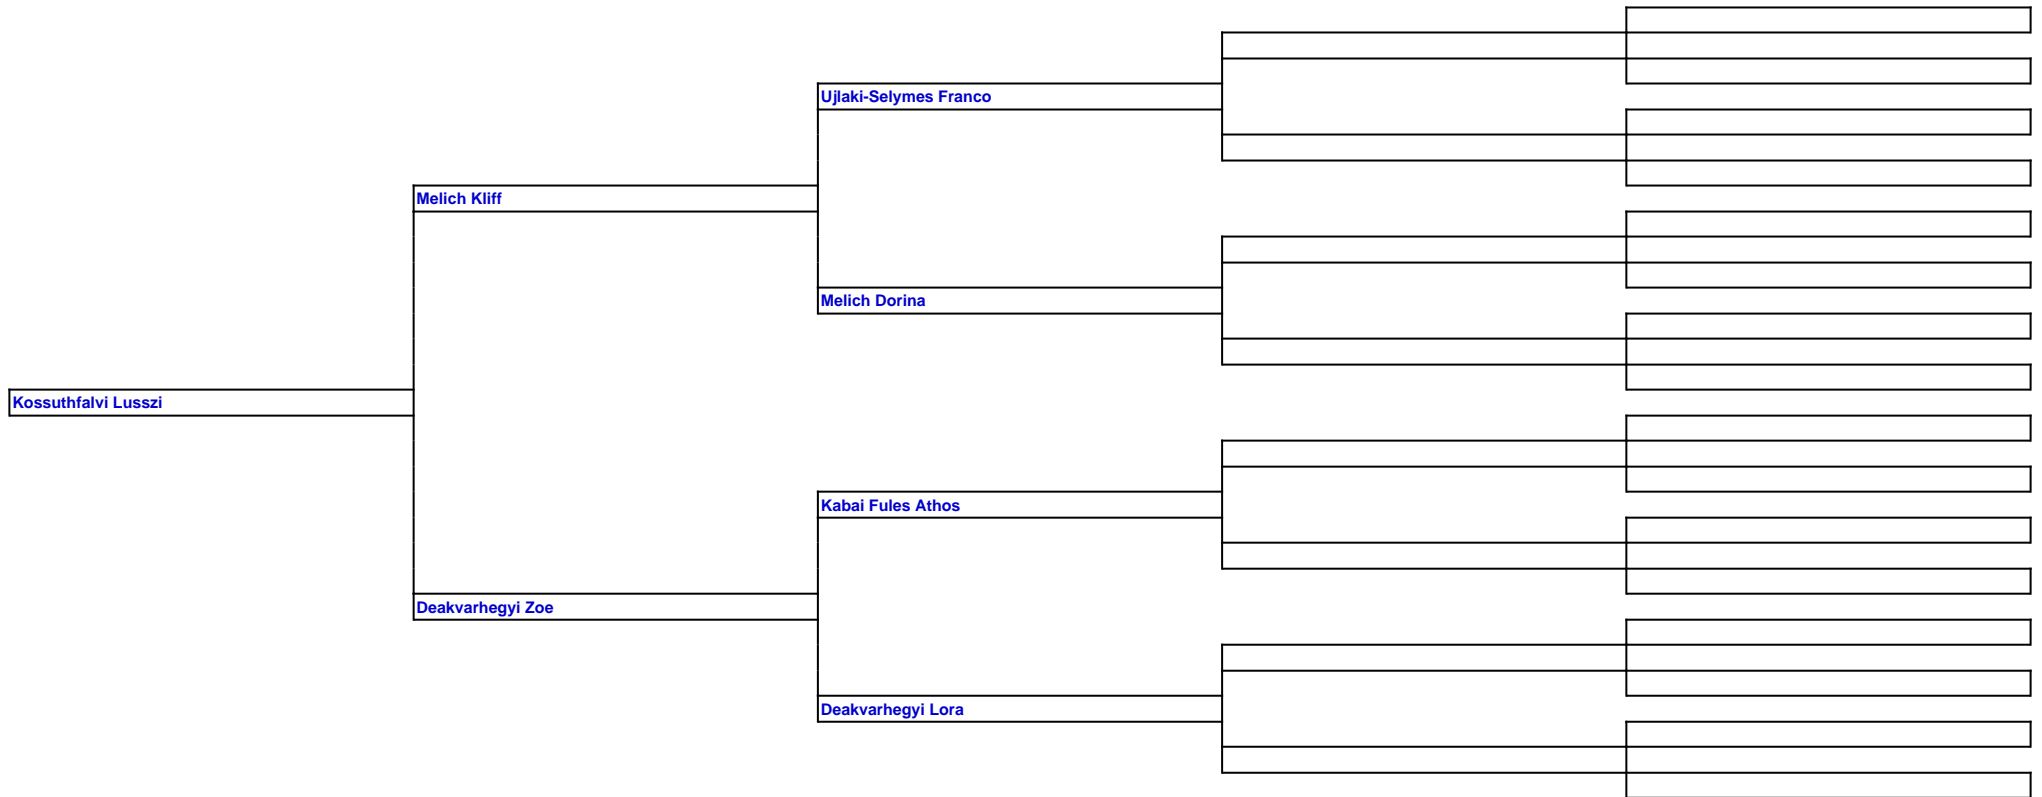 Ujlaki-Selymes Franco
Melich Kliff
Melich Dorina
Kossuthfalvi Lusszi
Kabai Fules Athos
Deakvarhegyi Zoe
Deakvarhegyi Lora